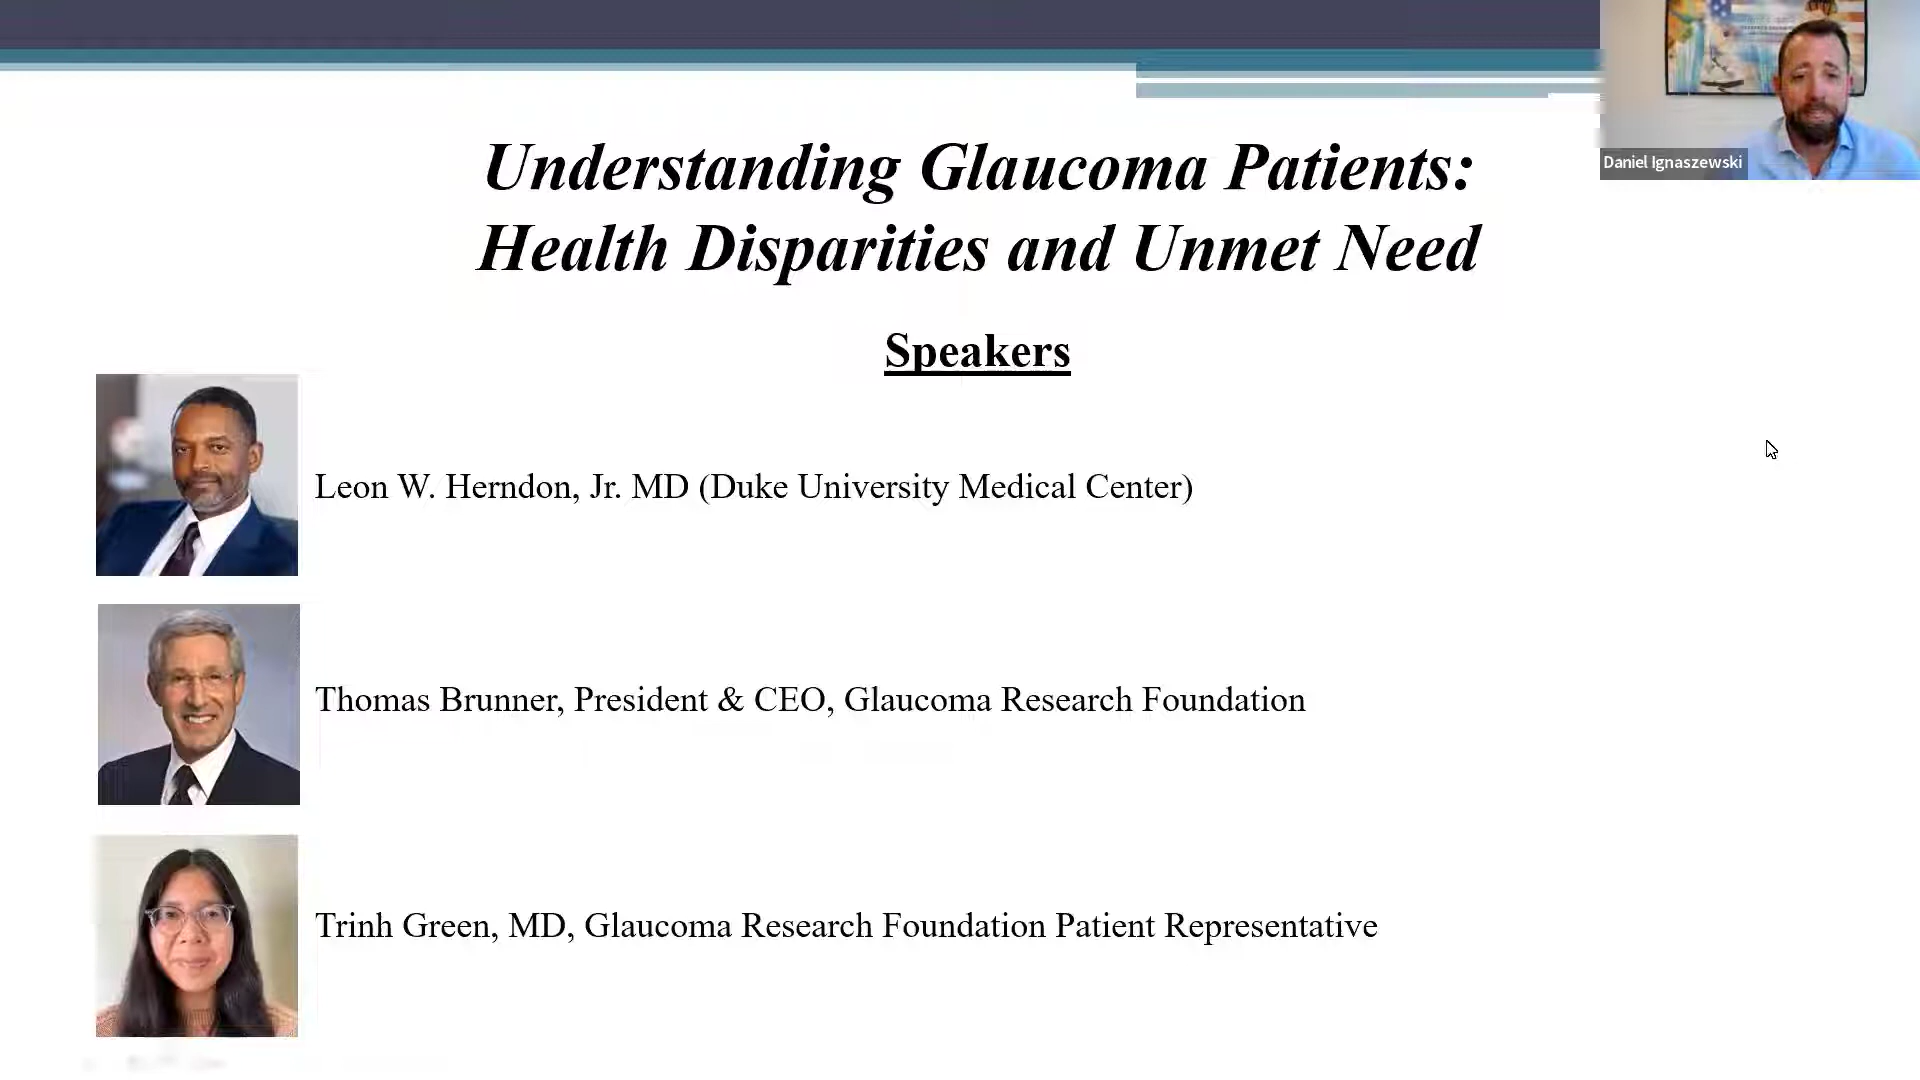 Understanding Glaucoma Patients:
Health Disparities and Unmet Need
Daniel Ignaszewski
Speakers
Leon W. Herndon, Jr. MD (Duke University Medical Center)
Thomas Brunner, President & CEO, Glaucoma Research Foundation
Trinh Green, MD, Glaucoma Research Foundation Patient Representative